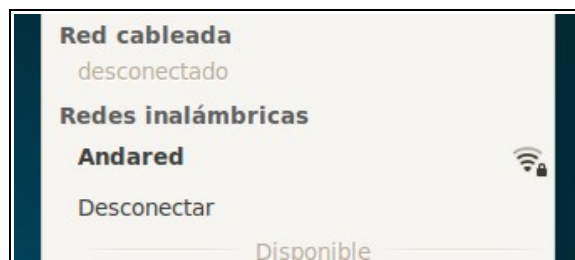 Red cableada
desconectado
Redes inalámbricas
Andared
Desconectar
Disponible